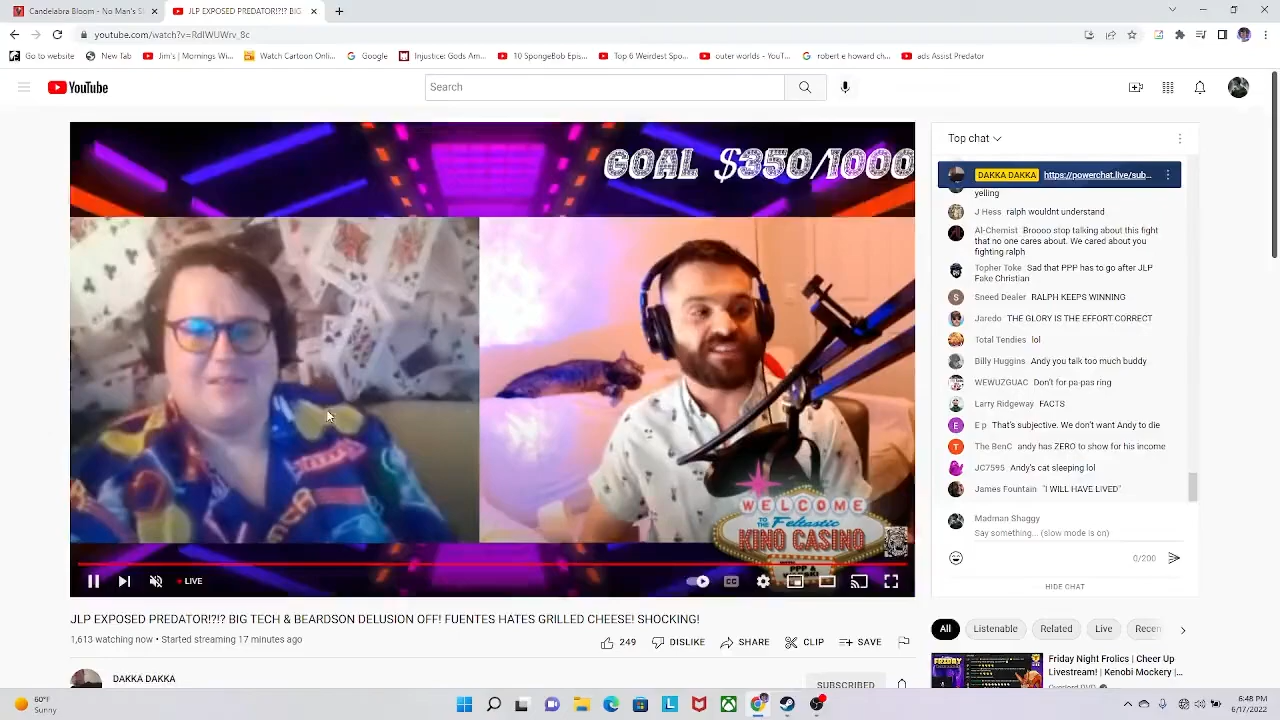 Candelabra Bloom - No Man's S
JLP EXPOSED PREDATOR!?!? BIG
youtube.com/watch?v=RdIWUWrv_8c
Go to website
New Tab
Jim's | Mornings Wi...
Watch Cartoon Onli...
Google
Injustice Gods Am...
10 SpongeBob Exp...
Top 6 Weirdest Spo...
outer worlds - YouT...
robert e howard ch...
ads Assist Predator
YouTube
Search
GOAL $350/1000
WELCOME
TO THE Feltastic
KINO CASINO
PPP &
LIVE
CC
Top chat
DAKKA DAKKA https://powerchat.live/sub...
yelling
J Hess ralph wouldnt understand
Al-Chemist Broooo stop talking about this fight
that no one cares about. We cared about you
fighting ralph
Topher Toke Sad that PPP has to go after JLP
Fake Christian
Sneed Dealer RALPH KEEPS WINNING
Jaredo THE GLORY IS THE EFFORT CORRECT
Total Tendies lol
Billy Huggins Andy you talk too much buddy
WEWUZGUAC Don't for pa-pas ring
Larry Ridgeway FACTS
E p That's subjective. We don't want Andy to die
The BenC andy has ZERO to show for his income
JC7595 Andy's cat sleeping lol
James Fountain "I WILL HAVE LIVED"
Madman Shaggy
Say something... (slow mode is on)
0/200
HIDE CHAT
JLP EXPOSED PREDATOR!?!? BIG TECH & BEARDSON DELUSION OFF! FUENTES HATES GRILLED CHEESE! SHOCKING!
1,613 watching now • Started streaming 17 minutes ago
249
DISLIKE
SHARE
CLIP
SAVE
KKA DAKKA
SUBSCRIBED
All
Listenable
Related
Live
Recen
FRIDAY
Friday Night Frolics | Amber's
Meltdown! | Kenobi, Harry l...
60°F
Sunny
6:48 PM
6/17/2022